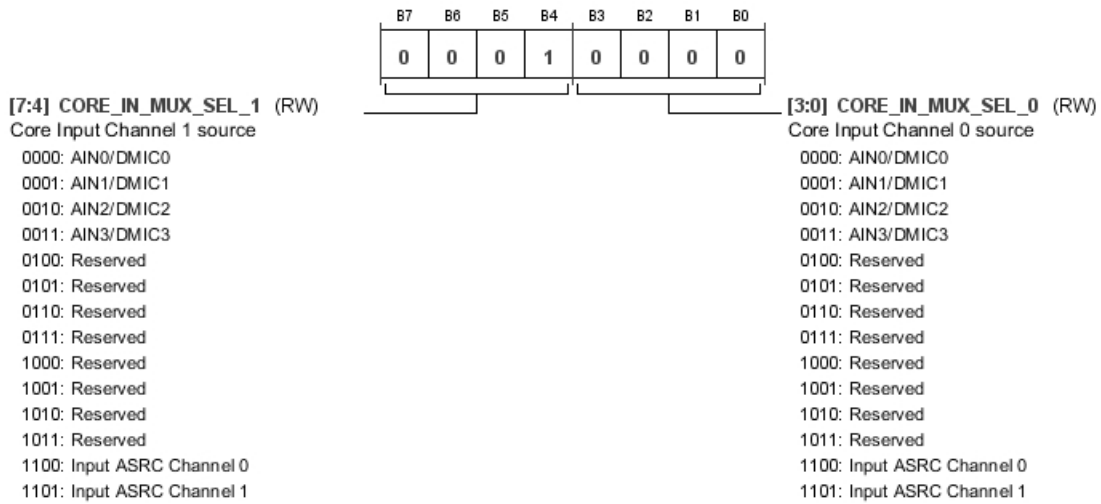 B7 B6 B5 B4 B3 B2 B1 B0
0 0 0 1 0 0 0 0
[7:4] CORE_IN_MUX_SEL_1 (RW)
Core Input Channel 1 source
0000: AIN0/DMIC0
0001: AIN1/DMIC1
0010: AIN2/DMIC2
0011: AIN3/DMIC3
0100: Reserved
0101: Reserved
0110: Reserved
0111: Reserved
1000: Reserved
1001: Reserved
1010: Reserved
1011: Reserved
1100: Input ASRC Channel 0
1101: Input ASRC Channel 1
[3:0] CORE_IN_MUX_SEL_0 (RW)
Core Input Channel 0 source
0000: AIN0/DMIC0
0001: AIN1/DMIC1
0010: AIN2/DMIC2
0011: AIN3/DMIC3
0100: Reserved
0101: Reserved
0110: Reserved
0111: Reserved
1000: Reserved
1001: Reserved
1010: Reserved
1011: Reserved
1100: Input ASRC Channel 0
1101: Input ASRC Channel 1